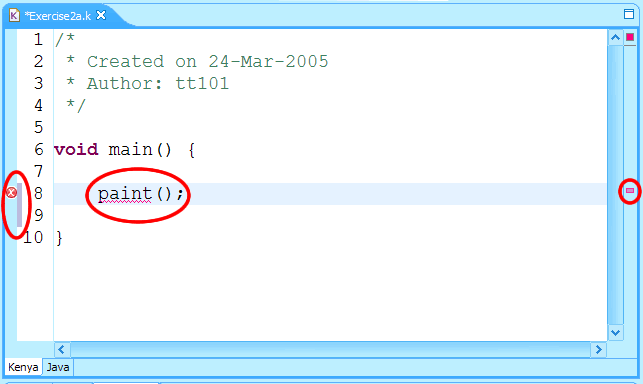 *Exercise2a.k
1 /*
2  * Created on 24-Mar-2005
3  * Author: tt101
4  */
5
6 void main() {
7
8     paint();
9
10 }
Kenya Java